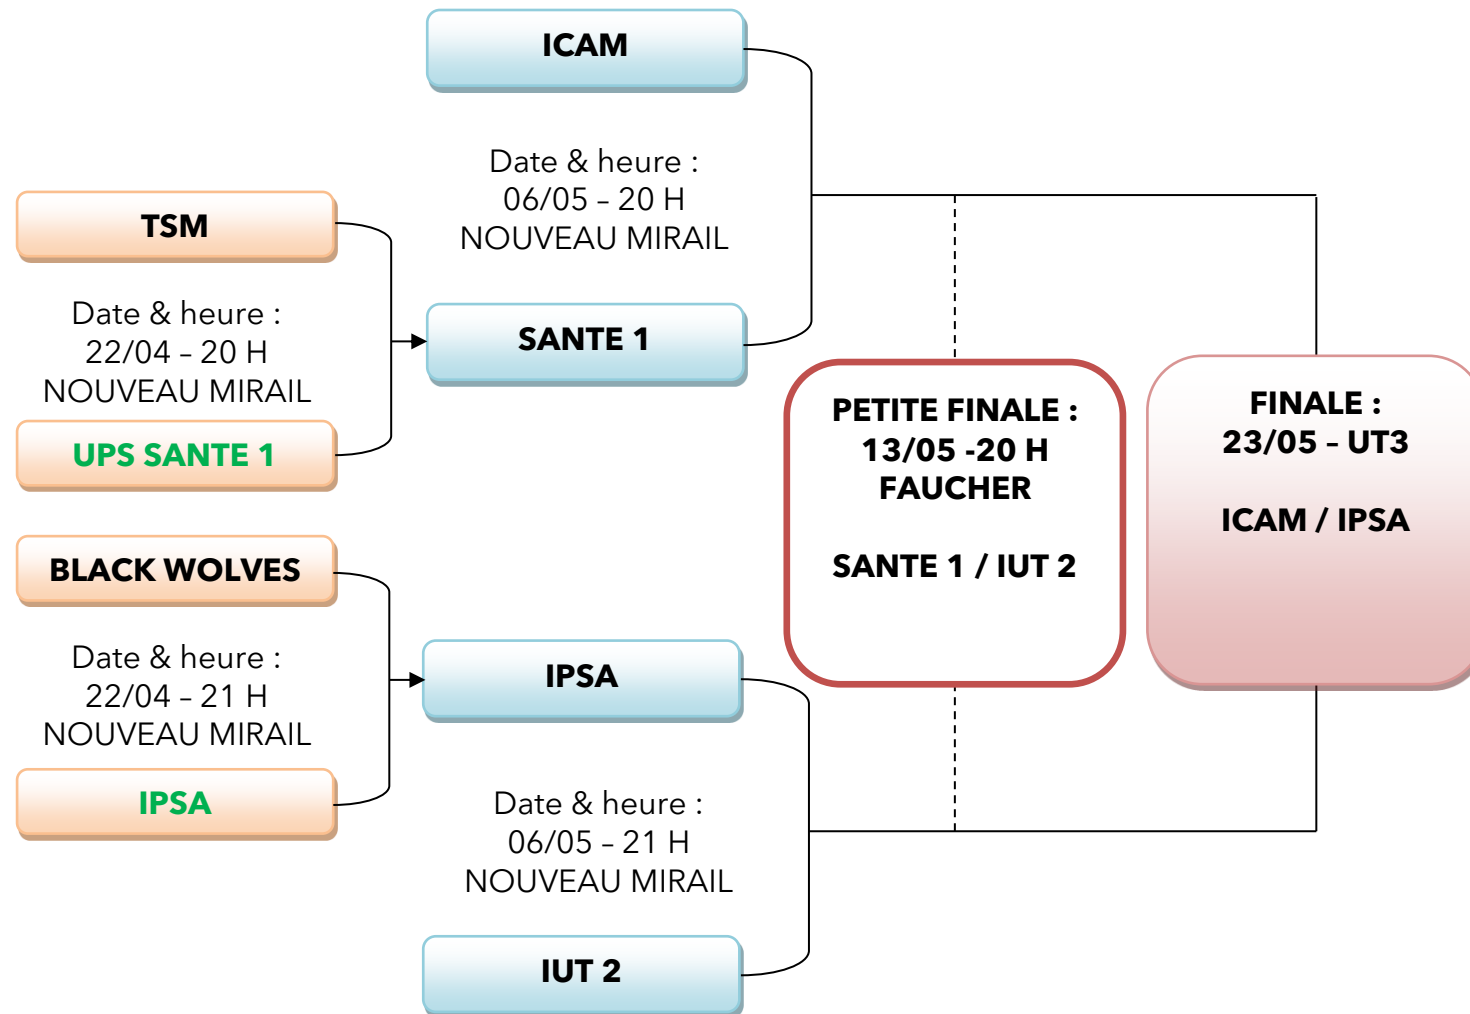 ICAM
Date & heure :
06/05 – 20 H
NOUVEAU MIRAIL
TSM
Date & heure :
22/04 – 20 H
NOUVEAU MIRAIL
SANTE 1
UPS SANTE 1
PETITE FINALE :
13/05 -20 H
FAUCHER
SANTE 1 / IUT 2
FINALE :
23/05 – UT3
ICAM / IPSA
BLACK WOLVES
Date & heure :
22/04 – 21 H
NOUVEAU MIRAIL
IPSA
IPSA
Date & heure :
06/05 – 21 H
NOUVEAU MIRAIL
IUT 2